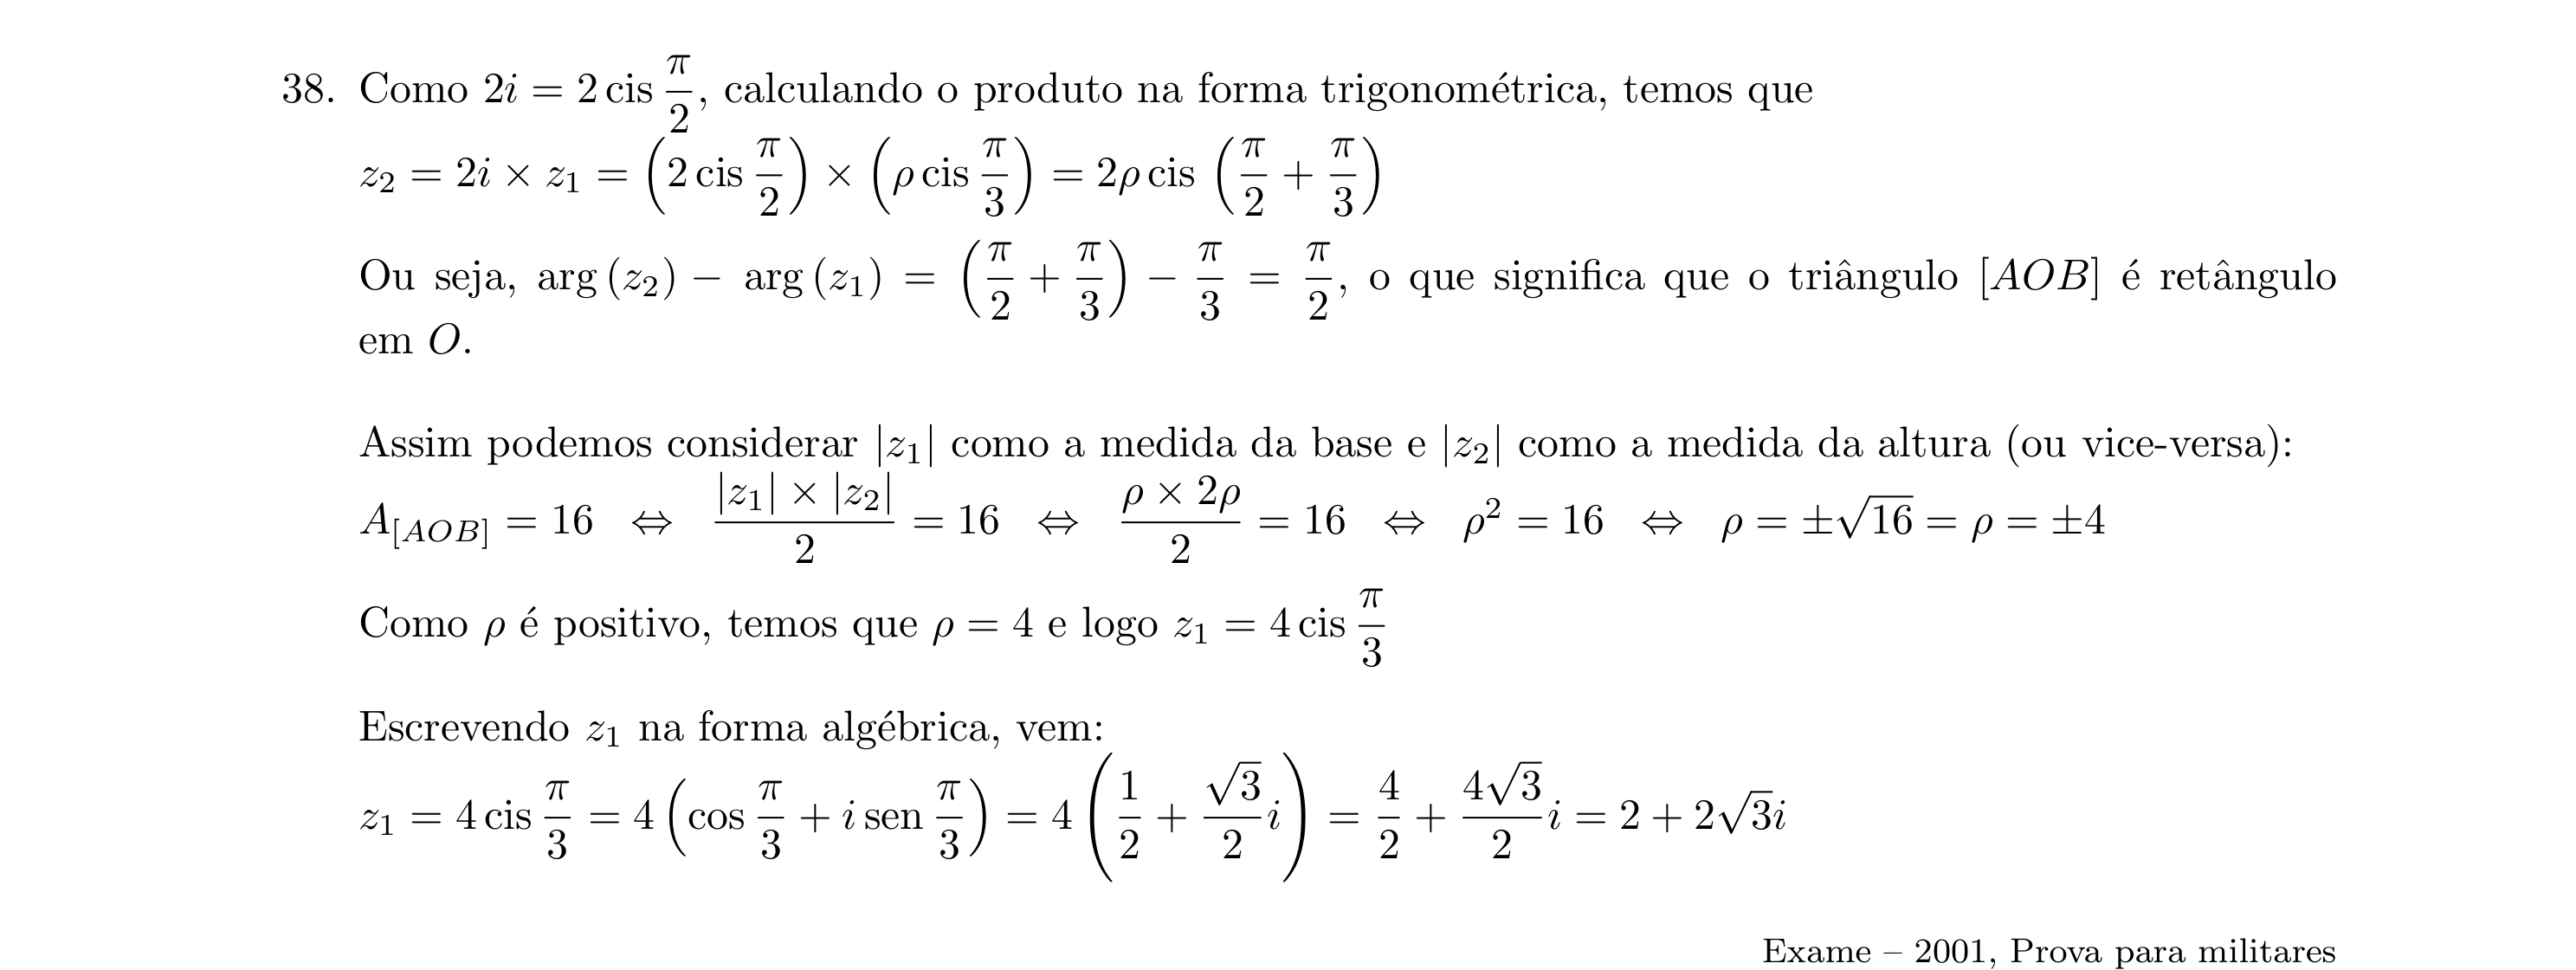 38. Como $2i = 2 \operatorname{cis} \frac{\pi}{2}$, calculando o produto na forma trigonométrica, temos que
$z_2 = 2i \times z_1 = \left(2 \operatorname{cis} \frac{\pi}{2}\right) \times \left(\rho \operatorname{cis} \frac{\pi}{3}\right) = 2\rho \operatorname{cis} \left(\frac{\pi}{2} + \frac{\pi}{3}\right)$
Ou seja, $\arg(z_2) - \arg(z_1) = \left(\frac{\pi}{2} + \frac{\pi}{3}\right) - \frac{\pi}{3} = \frac{\pi}{2}$, o que significa que o triângulo $[AOB]$ é retângulo
em $O$.
Assim podemos considerar $|z_1|$ como a medida da base e $|z_2|$ como a medida da altura (ou vice-versa):
$A_{[AOB]} = 16 \Leftrightarrow \frac{|z_1| \times |z_2|}{2} = 16 \Leftrightarrow \frac{\rho \times 2\rho}{2} = 16 \Leftrightarrow \rho^2 = 16 \Leftrightarrow \rho = \pm\sqrt{16} = \rho = \pm 4$
Como $\rho$ é positivo, temos que $\rho = 4$ e logo $z_1 = 4 \operatorname{cis} \frac{\pi}{3}$
Escrevendo $z_1$ na forma algébrica, vem:
$z_1 = 4 \operatorname{cis} \frac{\pi}{3} = 4 \left(\cos \frac{\pi}{3} + i \operatorname{sen} \frac{\pi}{3}\right) = 4 \left(\frac{1}{2} + \frac{\sqrt{3}}{2} i\right) = \frac{4}{2} + \frac{4\sqrt{3}}{2} i = 2 + 2\sqrt{3} i$
Exame – 2001, Prova para militares